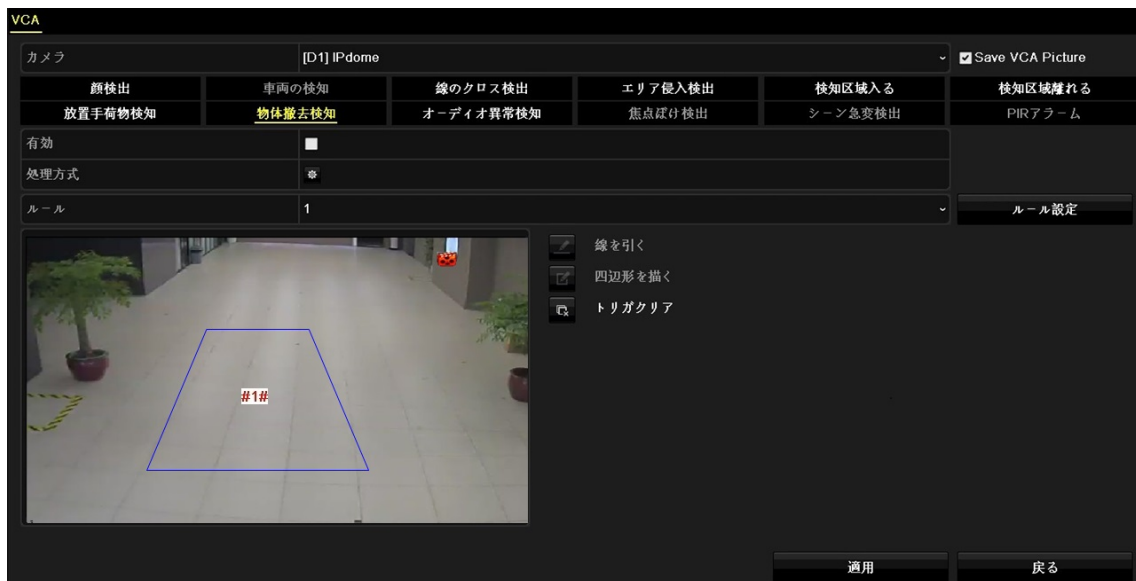 VCA
カメラ [D1] IPdome Save VCA Picture
顔検出 車両の検知 線のクロス検出 エリア侵入検出 検知区域入る 検知区域離れる
放置手荷物検知 物体撤去検知 オーディオ異常検知 焦点ぼけ検出 シーン急変検出 PIRアラーム
有効
処理方式
ルール 1 ルール設定
線を引く
四辺形を描く
トリガクリア
#1#
適用 戻る